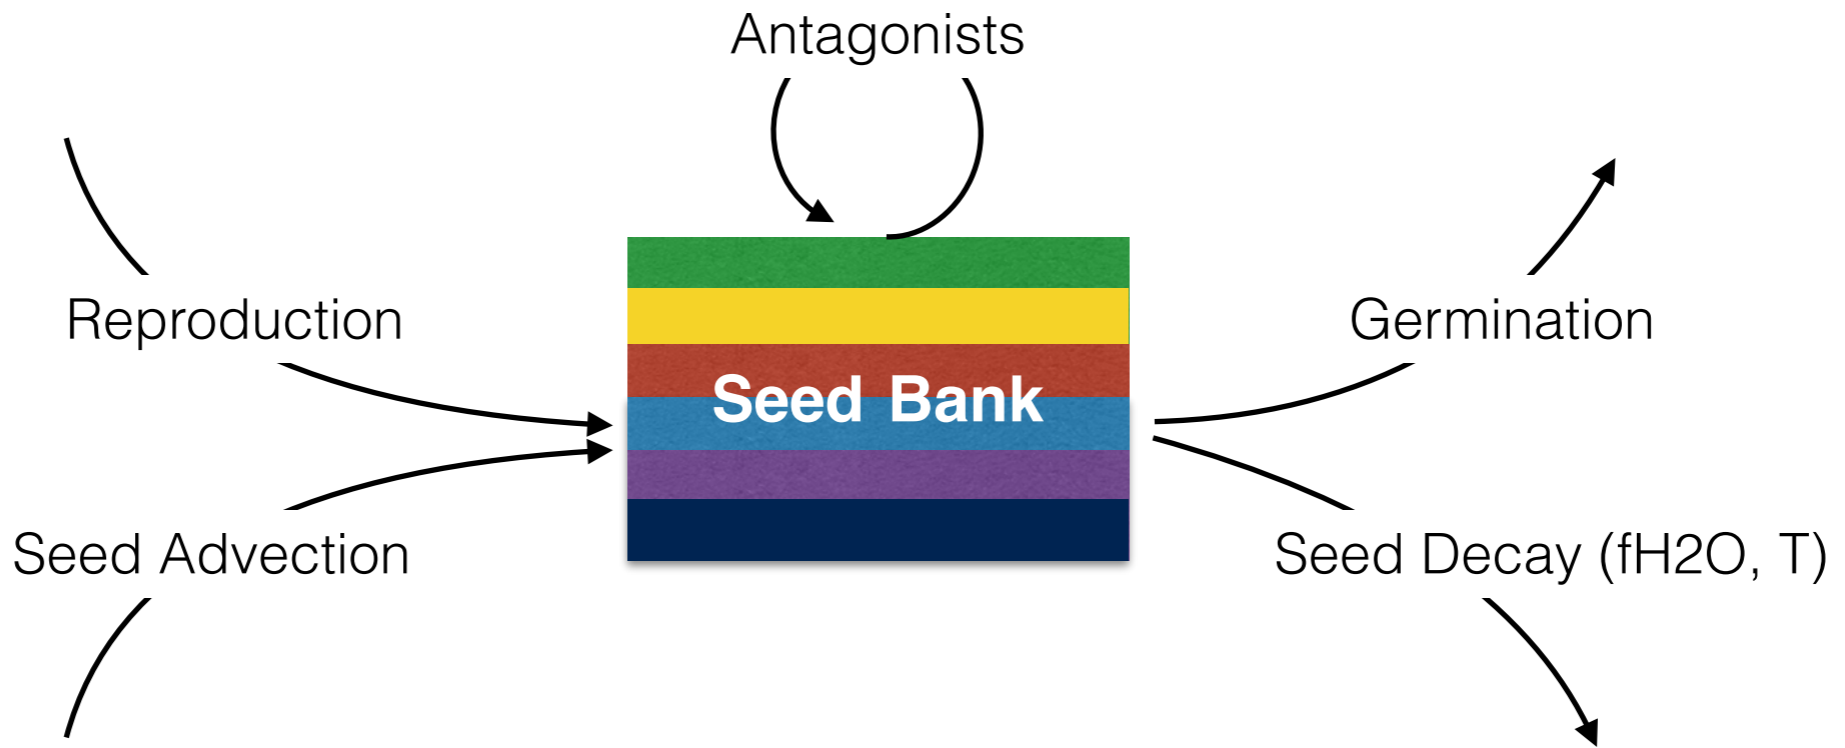 Antagonists
Reproduction
Germination
Seed Bank
Seed Advection
Seed Decay (fH2O, T)